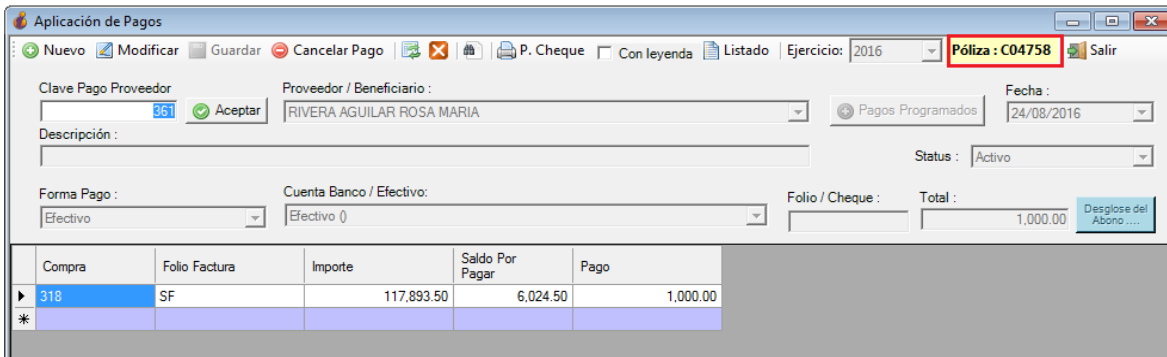 Aplicación de Pagos
Nuevo Modificar Guardar Cancelar Pago P. Cheque Con leyenda Listado Ejercicio: 2016 Póliza : C04758 Salir
Clave Pago Proveedor Proveedor / Beneficiario : Fecha :
361 Aceptar RIVERA AGUILAR ROSA MARIA Pagos Programados 24/08/2016
Descripción :
Status : Activo
Forma Pago : Cuenta Banco / Efectivo: Folio / Cheque : Total :
Efectivo Efectivo () 1,000.00 Desglose del
Abono ....
Compra Folio Factura Importe Saldo Por
Pagar Pago
318 SF 117,893.50 6,024.50 1,000.00